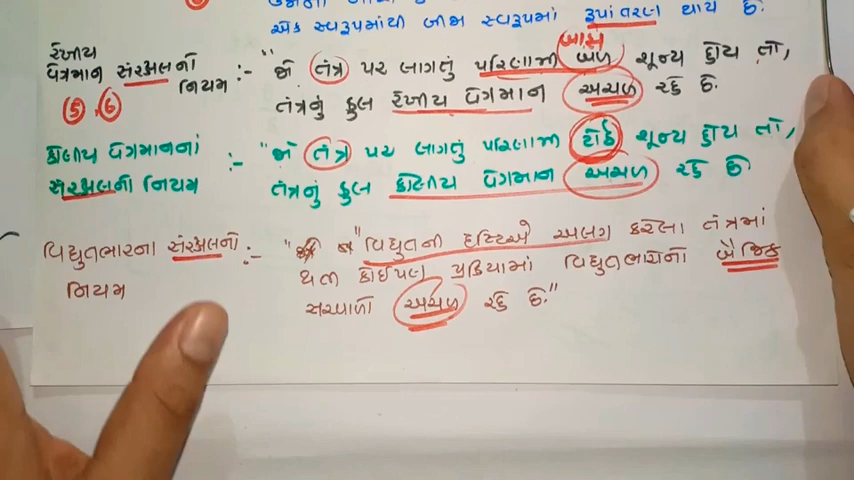 એક સ્વરૂપમાંથી બીજા સ્વરૂપમાં રૂપાંતરણ થાય છે.
રેખીય
વેગમાન સંરક્ષણનો
નિયમ :-
૫, ૬
"જો તંત્ર પર લાગતું પરિણામી બાહ્ય બળ શૂન્ય હોય તો,
તંત્રનું કુલ રેખીય વેગમાન અચળ રહે છે.
કોણીય વેગમાનનાં
સંરક્ષણની નિયમ :-
"જો તંત્ર પર લાગતું પરિણામી ટોર્ક શૂન્ય હોય તો,
તંત્રનું કુલ કોણીય વેગમાન અચળ રહે છે
વિદ્યુતભારના સંરક્ષણનો :-
નિયમ
"વિદ્યુતની દૃષ્ટિએ અલગ કરેલા તંત્રમાં
થતી કોઈપણ પ્રક્રિયામાં વિદ્યુતભારોનો બૈજિક
સરવાળો અચળ રહે છે."